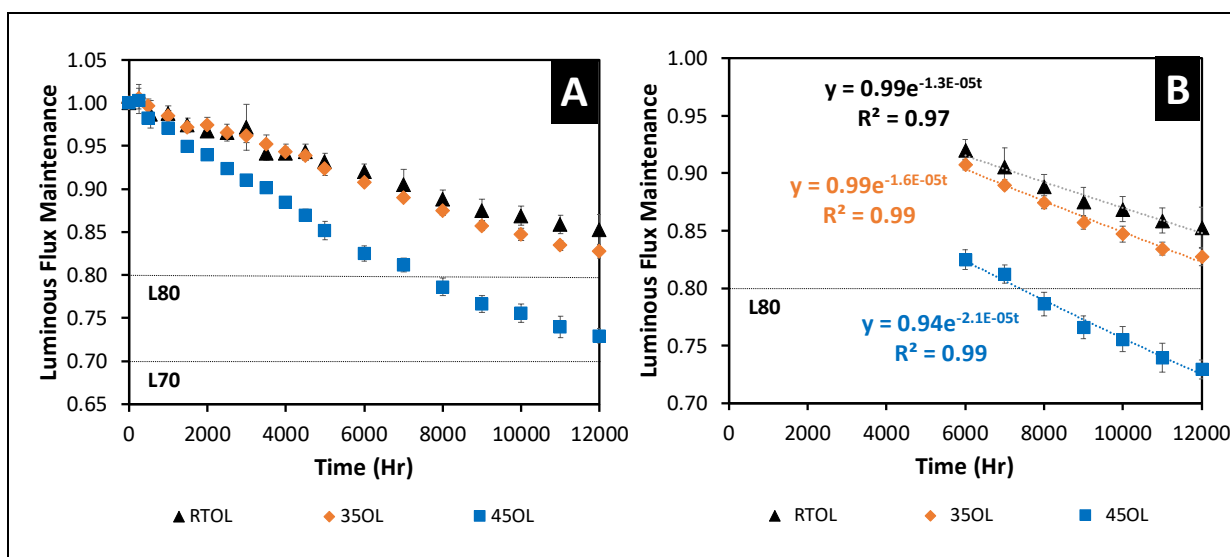 A
Luminous Flux Maintenance
1.05
1.00
0.95
0.90
0.85
0.80
0.75
0.70
0.65
L80
L70
0
2000
4000
6000
8000
10000
12000
Time (Hr)
RTOL
35OL
45OL
B
Luminous Flux Maintenance
1.00
0.95
0.90
0.85
0.80
0.75
0.70
y = 0.99e-1.3E-05t
R² = 0.97
y = 0.99e-1.6E-05t
R² = 0.99
L80
y = 0.94e-2.1E-05t
R² = 0.99
0
2000
4000
6000
8000
10000
12000
Time (Hr)
RTOL
35OL
45OL